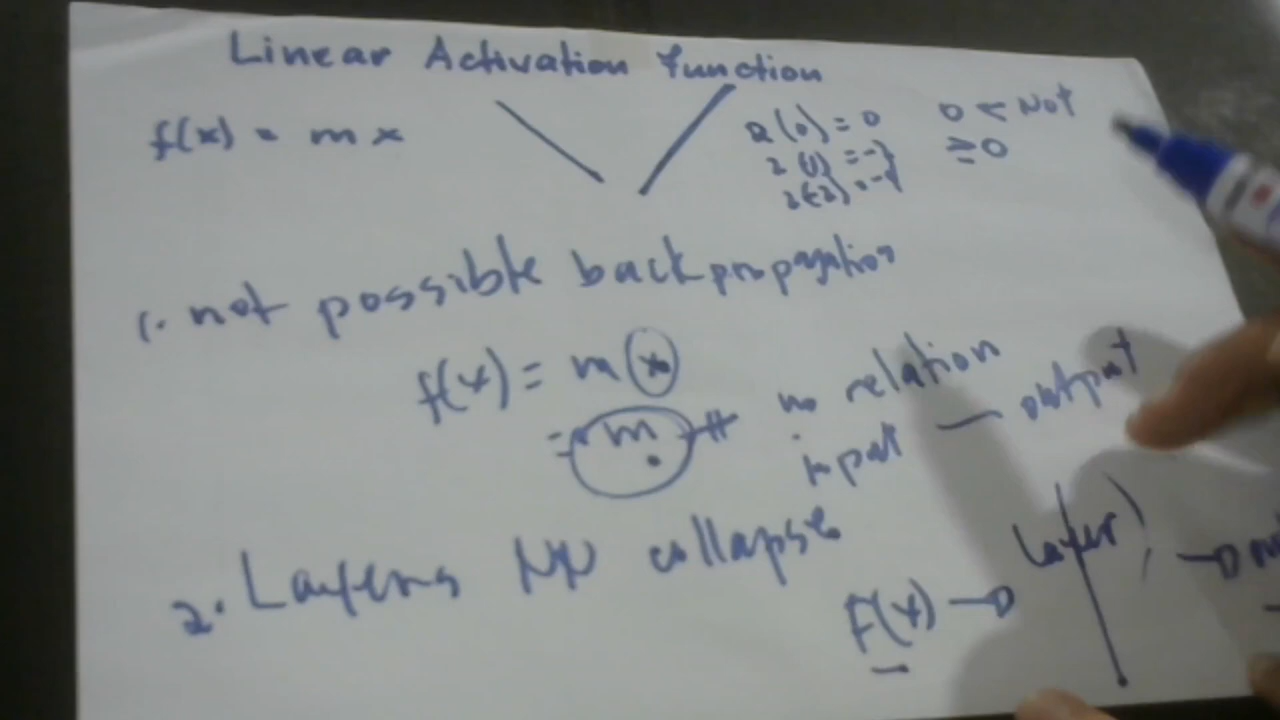 Linear Activation Function
f(x) = mx
2(0) = 0
0 < Not
≥0
1. not possible backpropagation
f(x) = m(x)
= m
no relation
input — output
2. Layers NN collapse
F(x) → layer